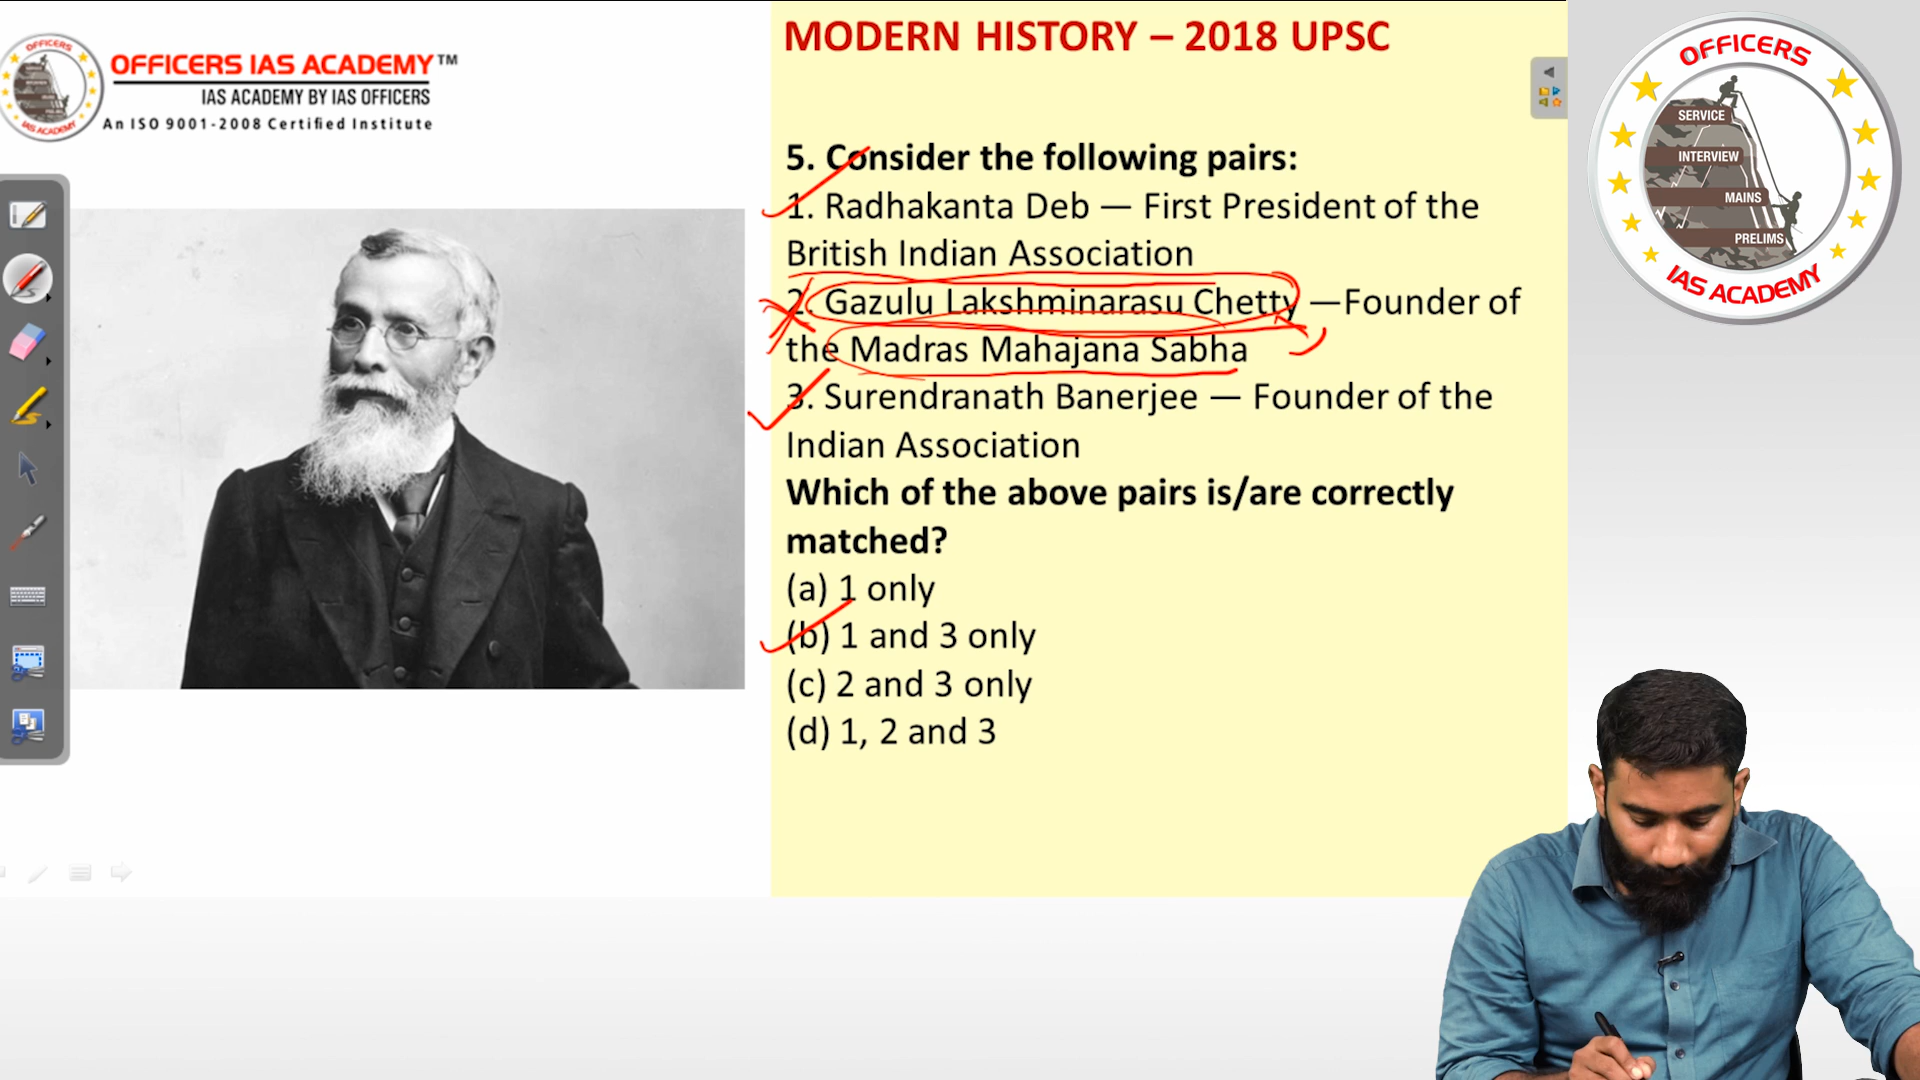 OFFICERS
IAS ACADEMY
OFFICERS IAS ACADEMY™
IAS ACADEMY BY IAS OFFICERS
An ISO 9001-2008 Certified Institute
MODERN HISTORY – 2018 UPSC
5. Consider the following pairs:
1. Radhakanta Deb — First President of the
British Indian Association
2. Gazulu Lakshminarasu Chetty —Founder of
the Madras Mahajana Sabha
3. Surendranath Banerjee — Founder of the
Indian Association
Which of the above pairs is/are correctly
matched?
(a) 1 only
(b) 1 and 3 only
(c) 2 and 3 only
(d) 1, 2 and 3
OFFICERS
SERVICE
INTERVIEW
MAINS
PRELIMS
IAS ACADEMY